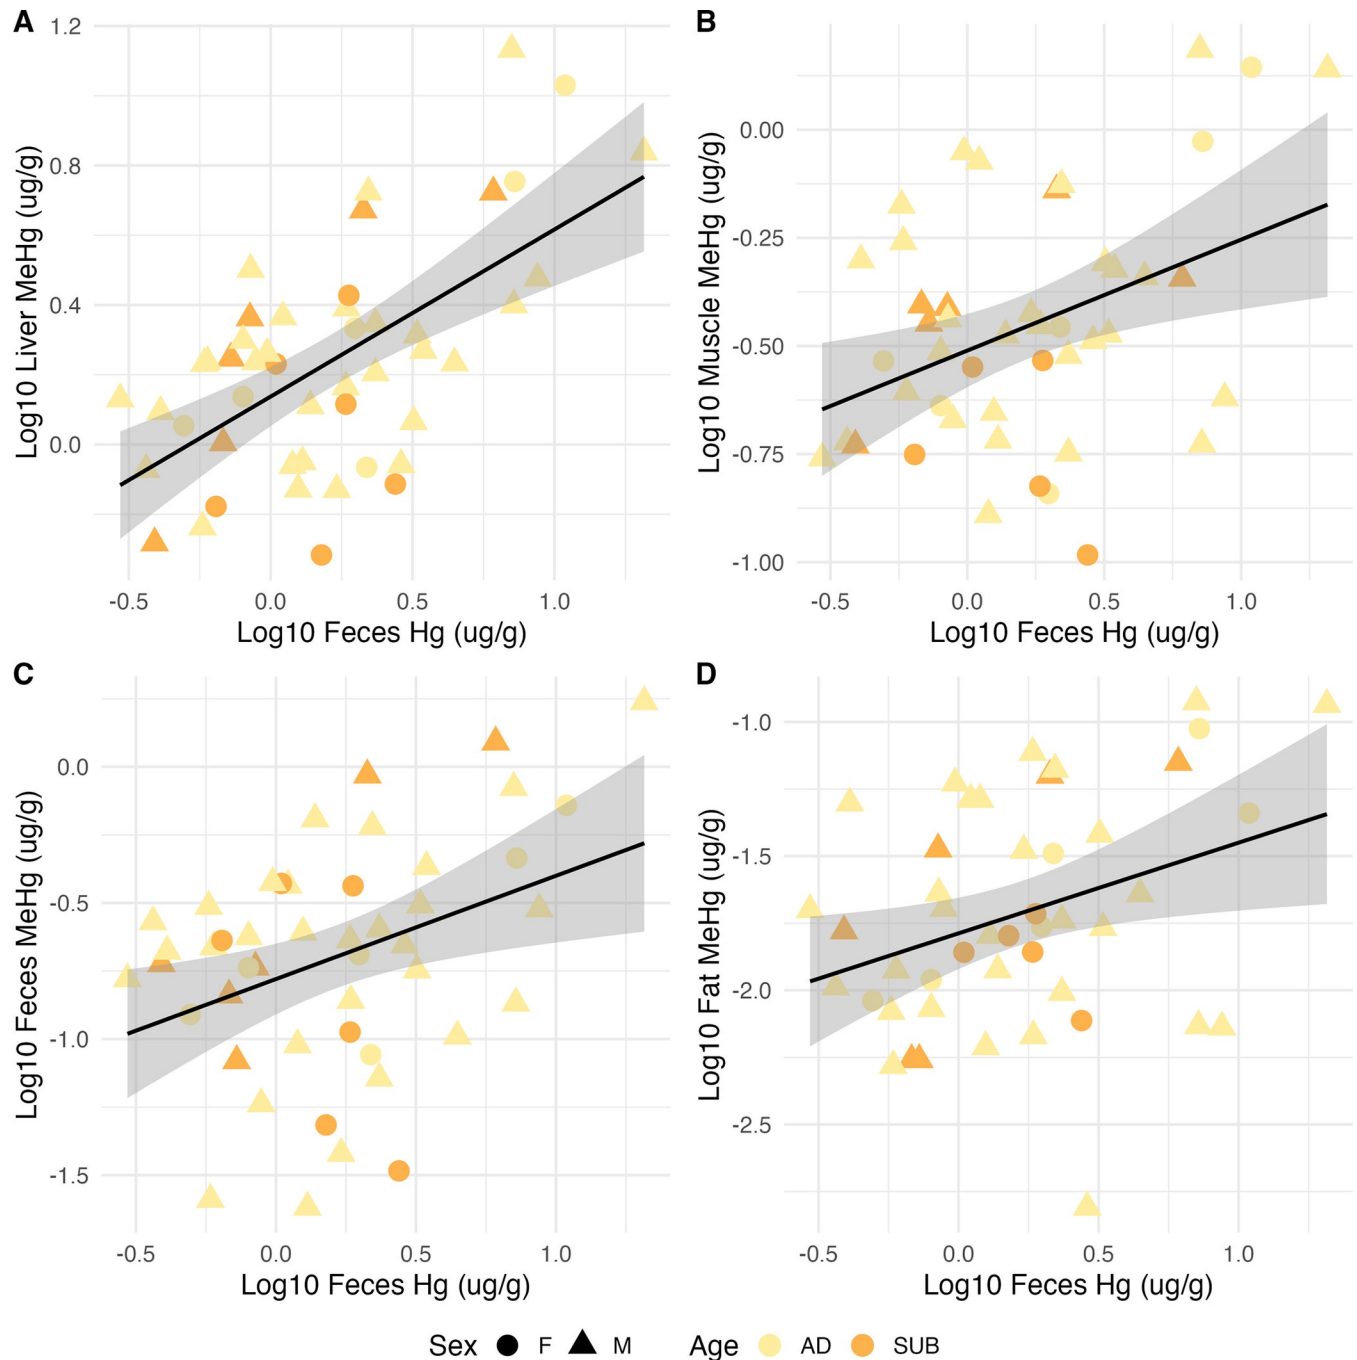 A
1.2
0.8
0.4
0.0
Log10 Liver MeHg (ug/g)
-0.5 0.0 0.5 1.0
Log10 Feces Hg (ug/g)
B
0.00
-0.25
-0.50
-0.75
-1.00
Log10 Muscle MeHg (ug/g)
-0.5 0.0 0.5 1.0
Log10 Feces Hg (ug/g)
C
0.0
-0.5
-1.0
-1.5
Log10 Feces MeHg (ug/g)
-0.5 0.0 0.5 1.0
Log10 Feces Hg (ug/g)
D
-1.0
-1.5
-2.0
-2.5
Log10 Fat MeHg (ug/g)
-0.5 0.0 0.5 1.0
Log10 Feces Hg (ug/g)
Sex F M Age AD SUB